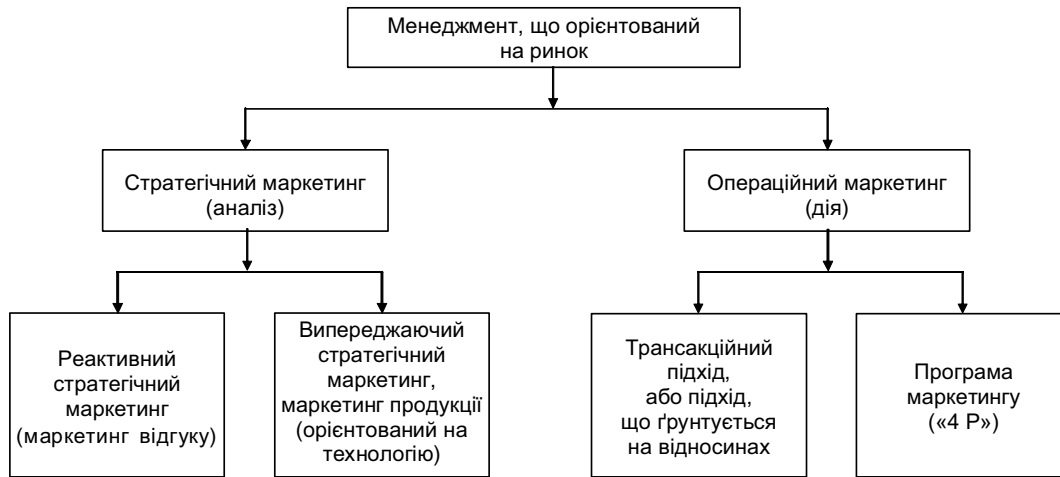 Менеджмент, що орієнтований
на ринок
Стратегічний маркетинг
(аналіз)
Операційний маркетинг
(дія)
Реактивний
стратегічний
маркетинг
(маркетинг відгуку)
Випереджаючий
стратегічний
маркетинг,
маркетинг продукції
(орієнтований на
технологію)
Трансакційний
підхід,
або підхід,
що ґрунтується
на відносинах
Програма
маркетингу
(«4 Р»)